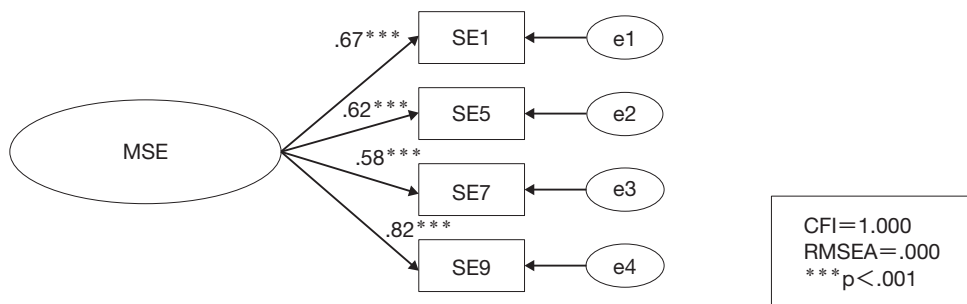 .67***
SE1
e1
.62***
SE5
e2
MSE
.58***
SE7
e3
.82***
SE9
e4
CFI=1.000
RMSEA=.000
***p<.001